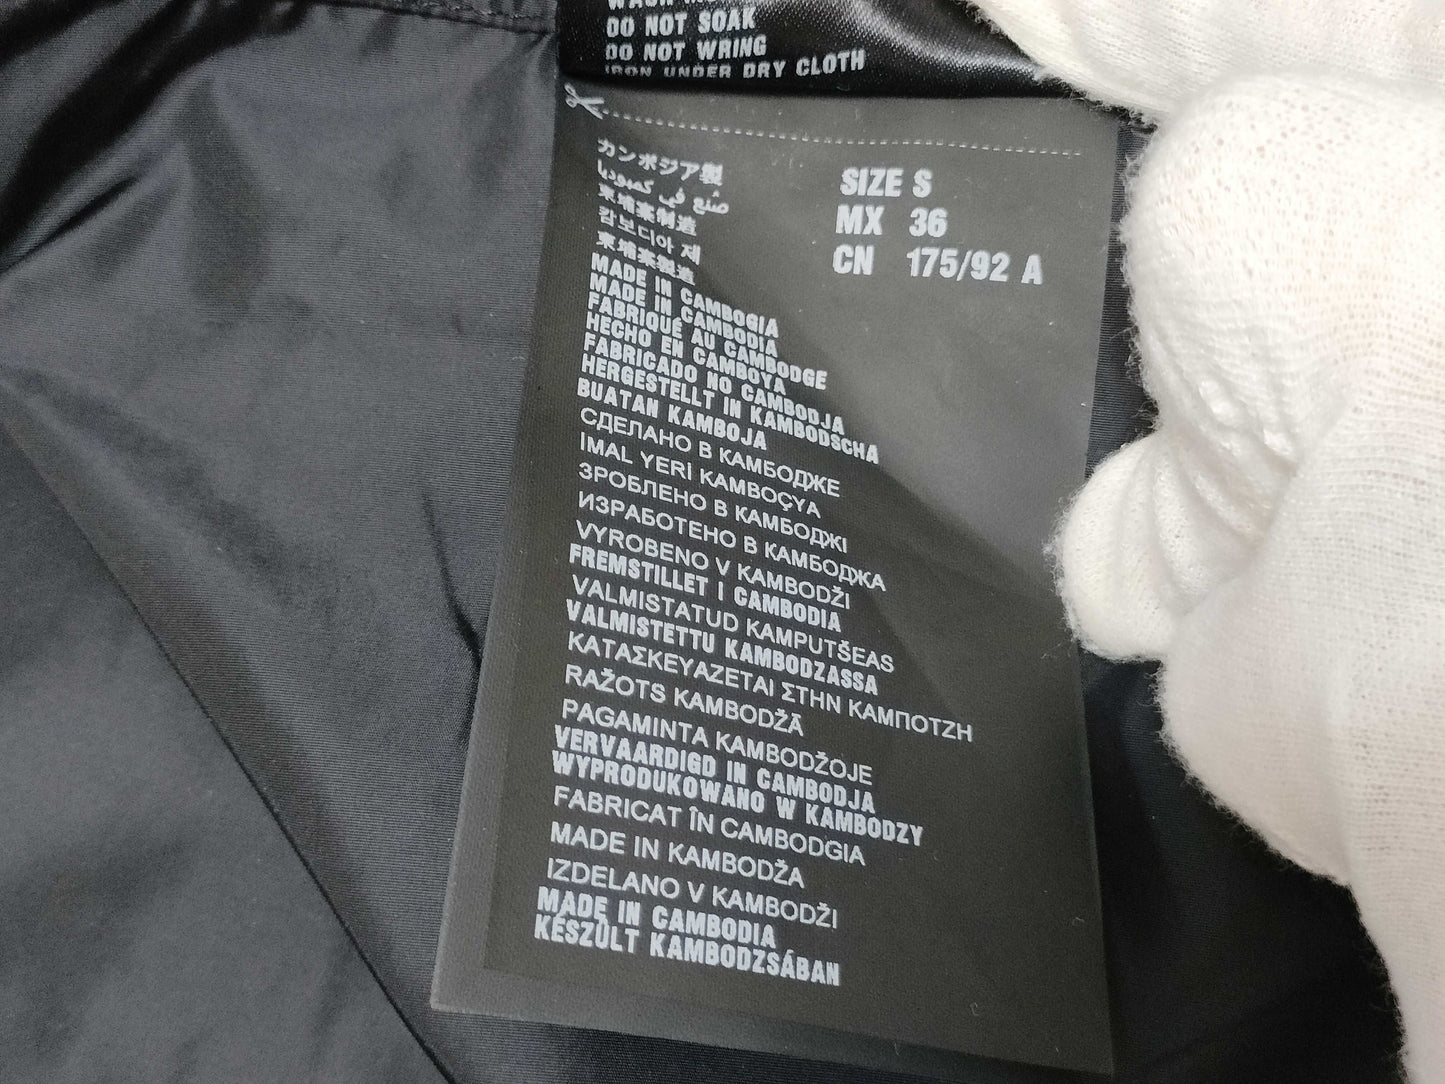 DO NOT SOAK
DO NOT WRING
IRON UNDER DRY CLOTH
カンボジア製
صنع في كمبوديا
柬埔寨制造
캄보디아 제
柬埔寨製造
MADE IN CAMBOGIA
MADE IN CAMBODIA
FABRIQUÉ AU CAMBODGE
HECHO EN CAMBOYA
FABRICADO NO CAMBODJA
HERGESTELLT IN KAMBODSCHA
BUATAN KAMBOJA
СДЕЛАНО В КАМБОДЖЕ
IMAL YERİ KAMBOÇYA
ЗРОБЛЕНО В КАМБОДЖІ
ИЗРАБОТЕНО В КАМБОДЖА
VYROBENO V KAMBODŽI
FREMSTILLET I CAMBODIA
VALMISTATUD KAMPUTŠEAS
VALMISTETTU KAMBODZASSA
ΚΑΤΑΣΚΕΥΑΖΕΤΑΙ ΣΤΗΝ ΚΑΜΠΟΤΖΗ
RAŽOTS KAMBODŽĀ
PAGAMINTA KAMBODŽOJE
VERVAARDIGD IN CAMBODJA
WYPRODUKOWANO W KAMBODZY
FABRICAT ÎN CAMBODGIA
MADE IN KAMBODŽA
IZDELANO V KAMBODŽI
MADE IN CAMBODIA
KÉSZÜLT KAMBODZSÁBAN
SIZE S
MX 36
CN 175/92 A